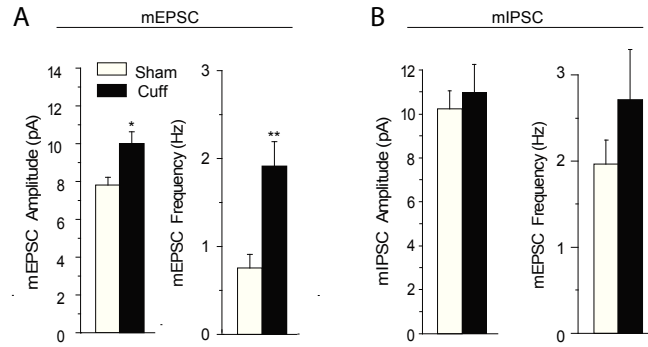 A
mEPSC
B
mIPSC
Sham
Cuff
mEPSC Amplitude (pA)
14
12
10
8
6
4
2
0
*
mEPSC Frequency (Hz)
3
2
1
0
**
mIPSC Amplitude (pA)
12
10
8
6
4
2
0
mEPSC Frequency (Hz)
3
2
1
0